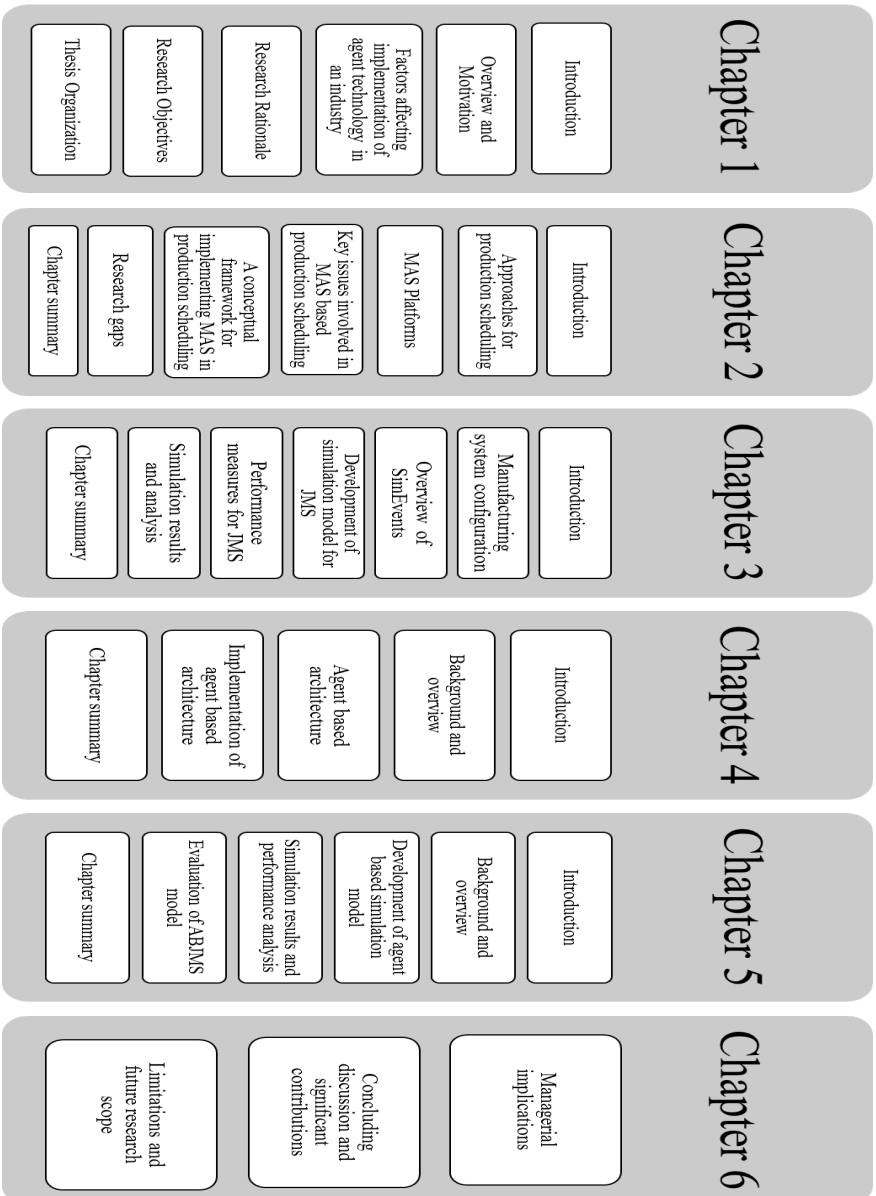 Chapter 1
Introduction
Overview and
Motivation
Factors affecting
implementation of
agent technology in
an industry
Research Rationale
Research Objectives
Thesis Organization
Chapter 2
Introduction
Approaches for
production scheduling
MAS Platforms
Key issues involved in
MAS based
production scheduling
A conceptual
framework for
implementing MAS in
production scheduling
Research gaps
Chapter summary
Chapter 3
Introduction
Manufacturing
system configuration
Overview of
SimEvents
Development of
simulation model for
JMS
Performance
measures for JMS
Simulation results
and analysis
Chapter summary
Chapter 4
Introduction
Background and
overview
Agent based
architecture
Implementation of
agent based
architecture
Chapter summary
Chapter 5
Introduction
Background and
overview
Development of agent
based simulation
model
Simulation results and
performance analysis
Evaluation of ABJMS
model
Chapter summary
Chapter 6
Managerial
implications
Concluding
discussion and
significant
contributions
Limitations and
future research
scope